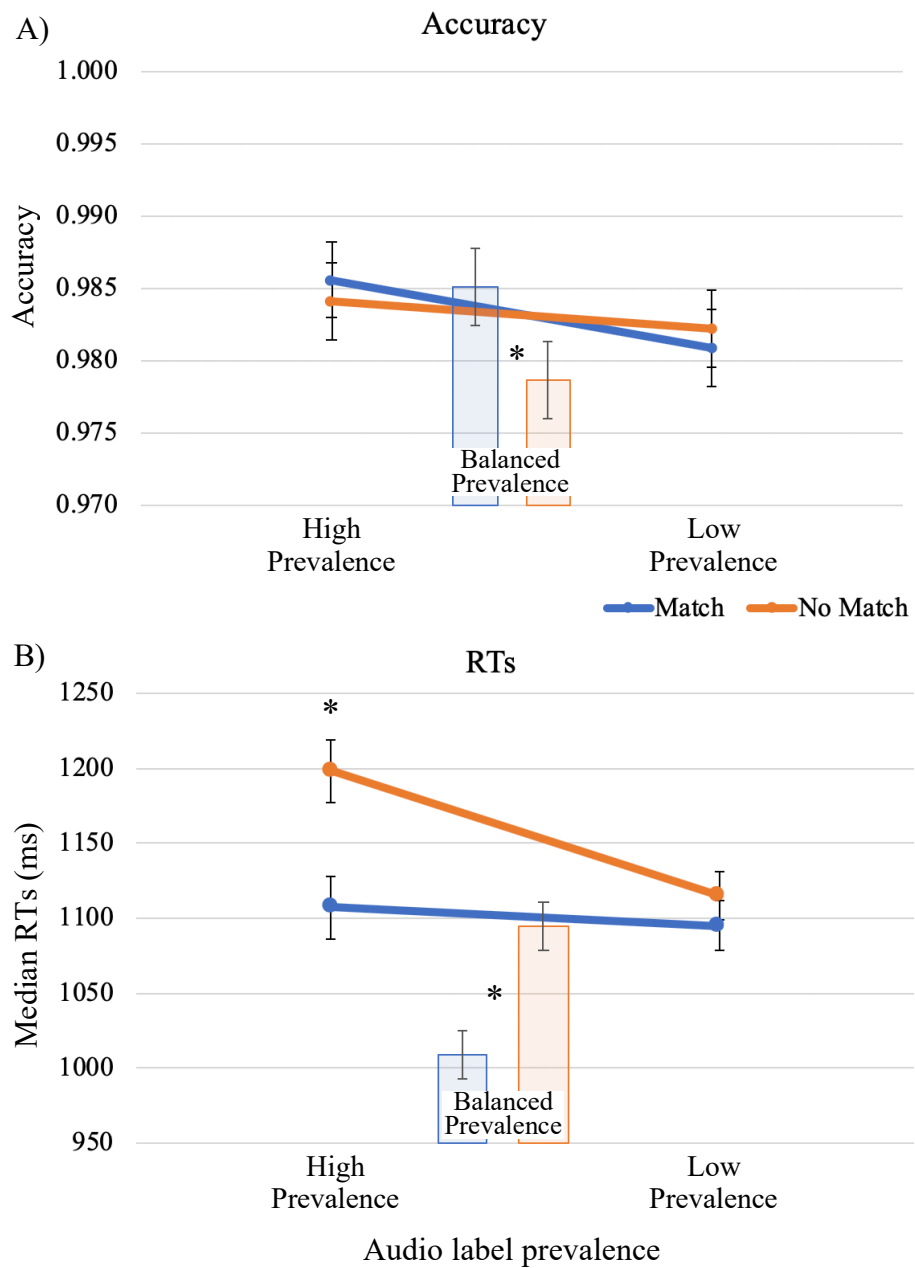 A)
Accuracy
1.000
0.995
0.990
0.985
0.980
0.975
0.970
Accuracy
*
Balanced
Prevalence
High
Prevalence
Low
Prevalence
Match
No Match
B)
RTs
1250
1200
1150
1100
1050
1000
950
Median RTs (ms)
*
*
Balanced
Prevalence
High
Prevalence
Low
Prevalence
Audio label prevalence